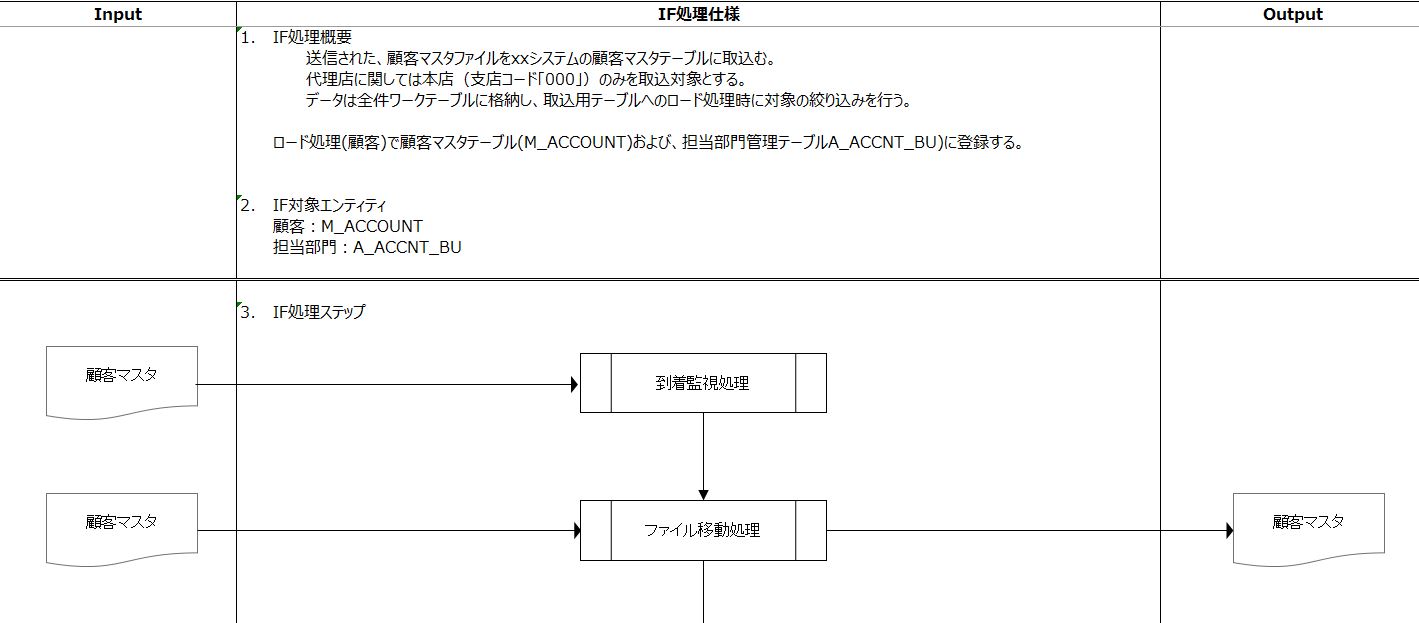 Input IF処理仕様 Output
1. IF処理概要
送信された、顧客マスタファイルをxxシステムの顧客マスタテーブルに取込む。
代理店に関しては本店（支店コード「000」）のみを取込対象とする。
データは全件ワークテーブルに格納し、取込用テーブルへのロード処理時に対象の絞り込みを行う。
ロード処理(顧客)で顧客マスタテーブル(M_ACCOUNT)および、担当部門管理テーブルA_ACCNT_BU)に登録する。
2. IF対象エンティティ
顧客：M_ACCOUNT
担当部門：A_ACCNT_BU
3. IF処理ステップ
顧客マスタ
到着監視処理
顧客マスタ
ファイル移動処理
顧客マスタ